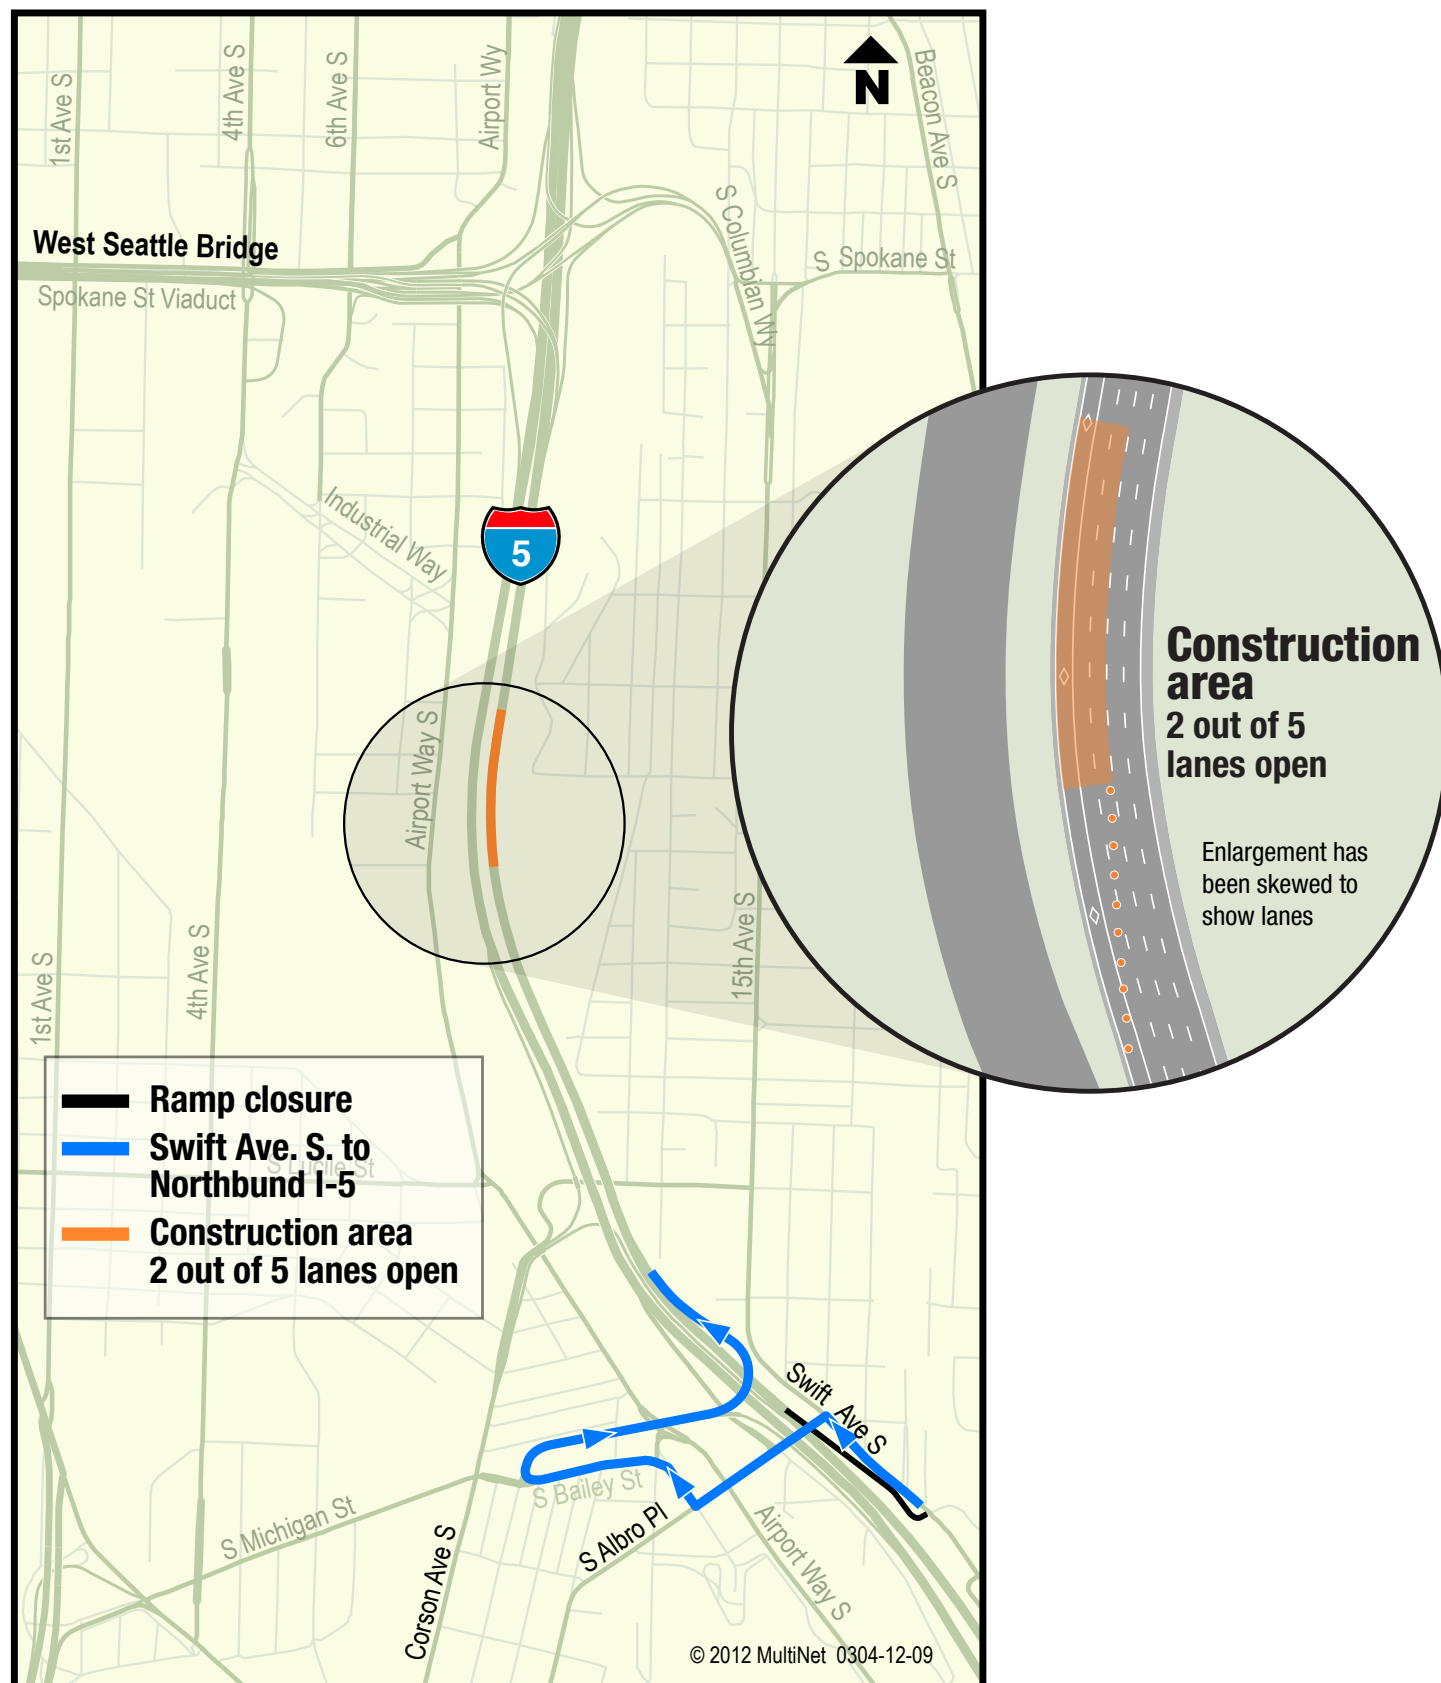 1st Ave S
4th Ave S
6th Ave S
Airport Wy
N
Beacon Ave S
West Seattle Bridge
Spokane St Viaduct
S Columbian Wy
S Spokane St
Industrial Way
5
Airport Way S
15th Ave S
4th Ave S
1st Ave S
Construction
area
2 out of 5
lanes open
Enlargement has
been skewed to
show lanes
Ramp closure
Swift Ave. S. to
Northbund I-5
S Lucile St
Construction area
2 out of 5 lanes open
Swift Ave S
S Bailey St
S Michigan St
S Albro Pl
Airport Way S
Corson Ave S
© 2012 MultiNet 0304-12-09